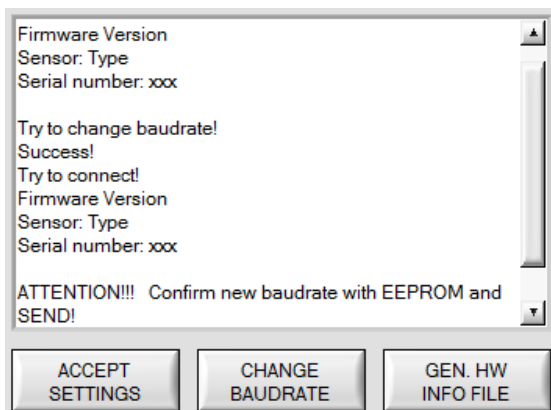 Firmware Version
Sensor: Type
Serial number: xxx
Try to change baudrate!
Success!
Try to connect!
Firmware Version
Sensor: Type
Serial number: xxx
ATTENTION!!! Confirm new baudrate with EEPROM and
SEND!
ACCEPT
SETTINGS
CHANGE
BAUDRATE
GEN. HW
INFO FILE